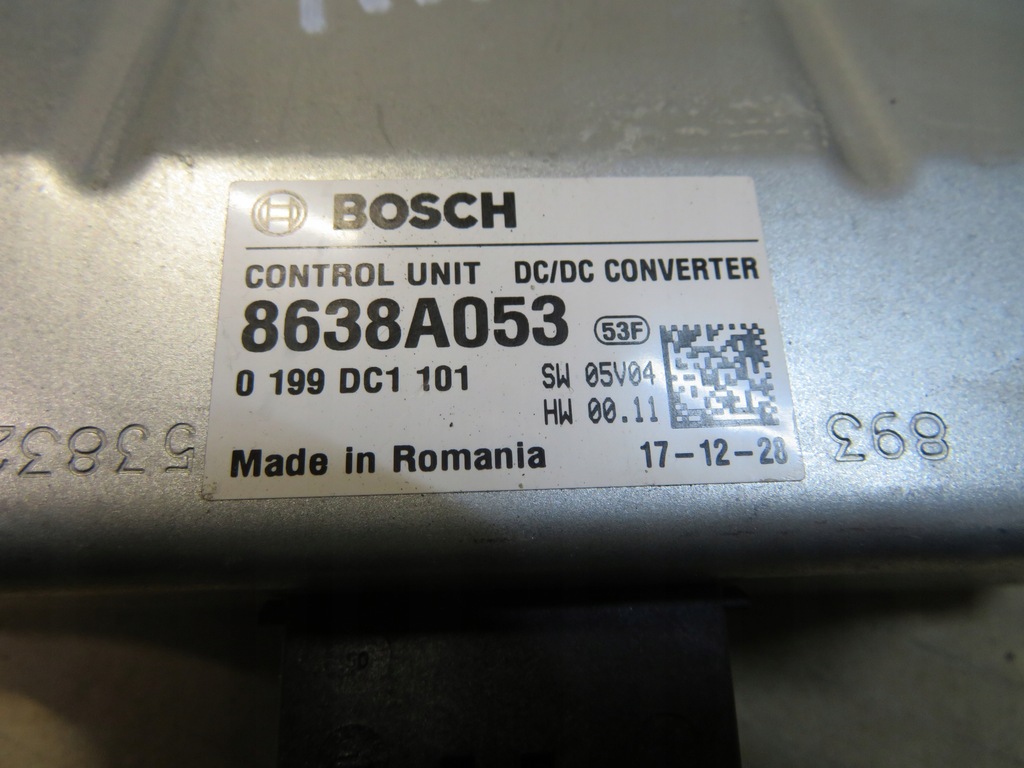 BOSCH
CONTROL UNIT DC/DC CONVERTER
8638A053 53F
0 199 DC1 101 SW 05V04
HW 00.11
Made in Romania 17-12-28
893